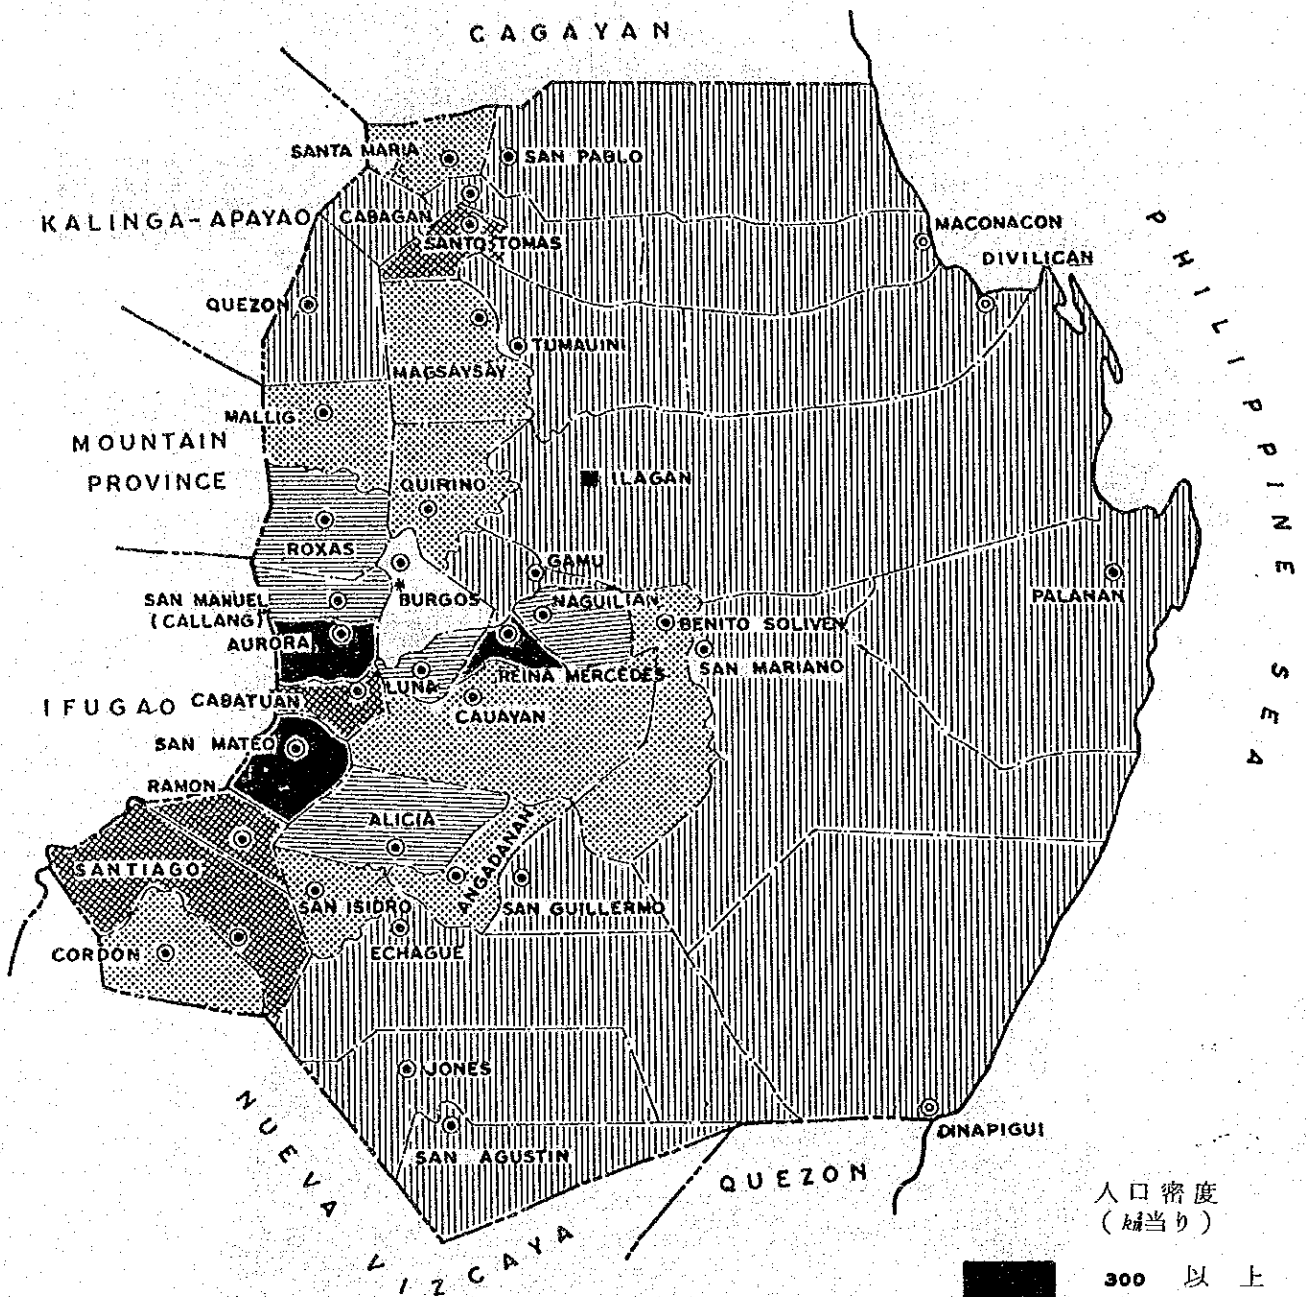 CAGAYAN
SANTA MARIA
SAN PABLO
KALINGA-APAYAO
CABAGAN
SANTO TOMAS
MACONACON
DIVILICAN
PHILIPPINE SEA
QUEZON
TUMAUINI
MAGSAYSAY
MALLIG
MOUNTAIN
PROVINCE
QUIRINO
ILAGAN
ROXAS
GAMU
SAN MANUEL
(CALLANG)
* BURGOS
NAGUILIAN
PALANAN
BENITO SOLIVEN
AURORA
SAN MARIANO
REINA MERCEDES
LUNA
IFUGAO
CABATUAN
CAUAYAN
SAN MATEO
RAMON
ALICIA
ANGADANAN
SANTIAGO
SAN ISIDRO
SAN GUILLERMO
ECHAGUE
CORDON
JONES
SAN AGUSTIN
DINAPIGUI
NUEVA VIZCAYA
QUEZON
人口密度
(㎢当り)
300 以上